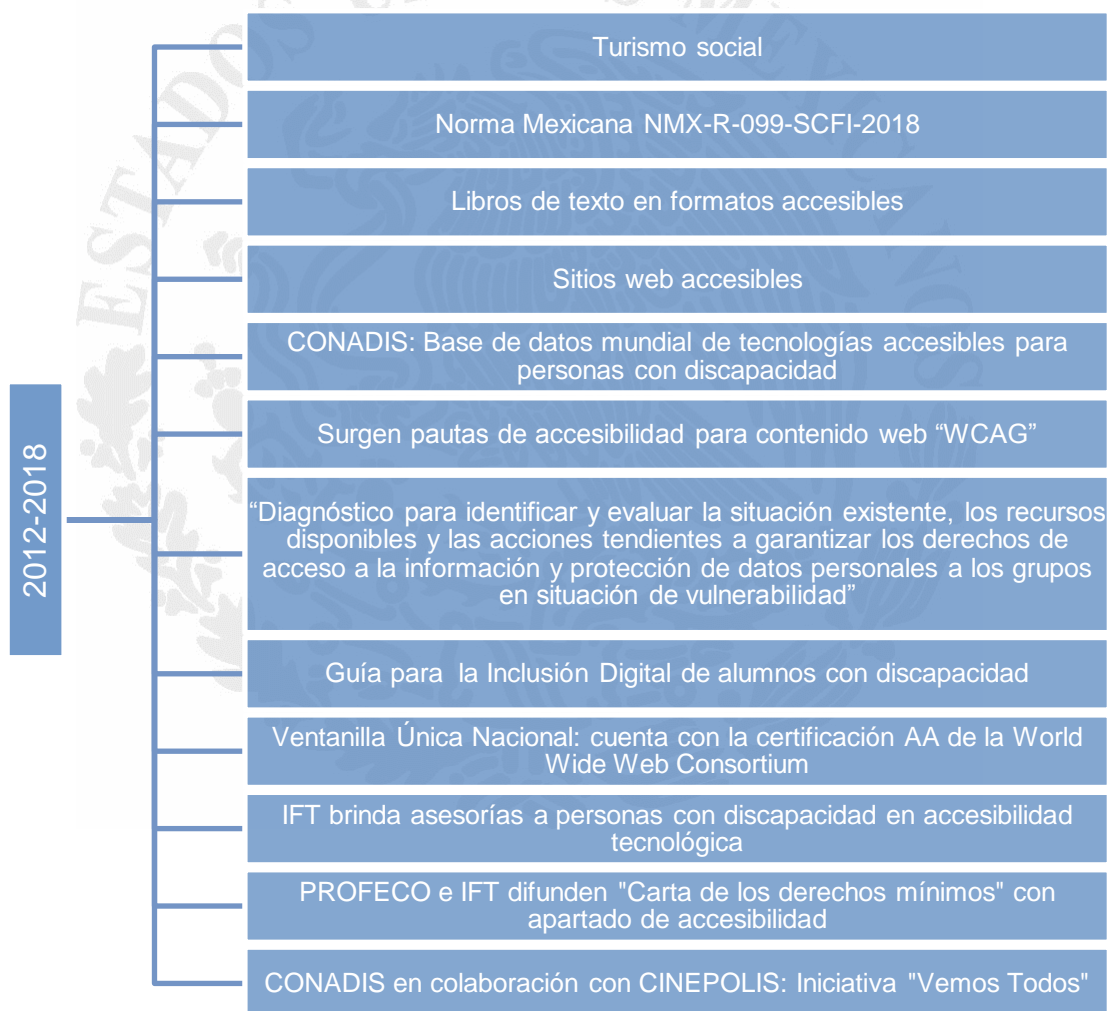 ESTADOS UNIDOS MEXICANOS
2012-2018
Turismo social
Norma Mexicana NMX-R-099-SCFI-2018
Libros de texto en formatos accesibles
Sitios web accesibles
CONADIS: Base de datos mundial de tecnologías accesibles para
personas con discapacidad
Surgen pautas de accesibilidad para contenido web “WCAG”
“Diagnóstico para identificar y evaluar la situación existente, los recursos
disponibles y las acciones tendientes a garantizar los derechos de
acceso a la información y protección de datos personales a los grupos
en situación de vulnerabilidad”
Guía para  la Inclusión Digital de alumnos con discapacidad
Ventanilla Única Nacional: cuenta con la certificación AA de la World
Wide Web Consortium
IFT brinda asesorías a personas con discapacidad en accesibilidad
tecnológica
PROFECO e IFT difunden "Carta de los derechos mínimos" con
apartado de accesibilidad
CONADIS en colaboración con CINEPOLIS: Iniciativa "Vemos Todos"